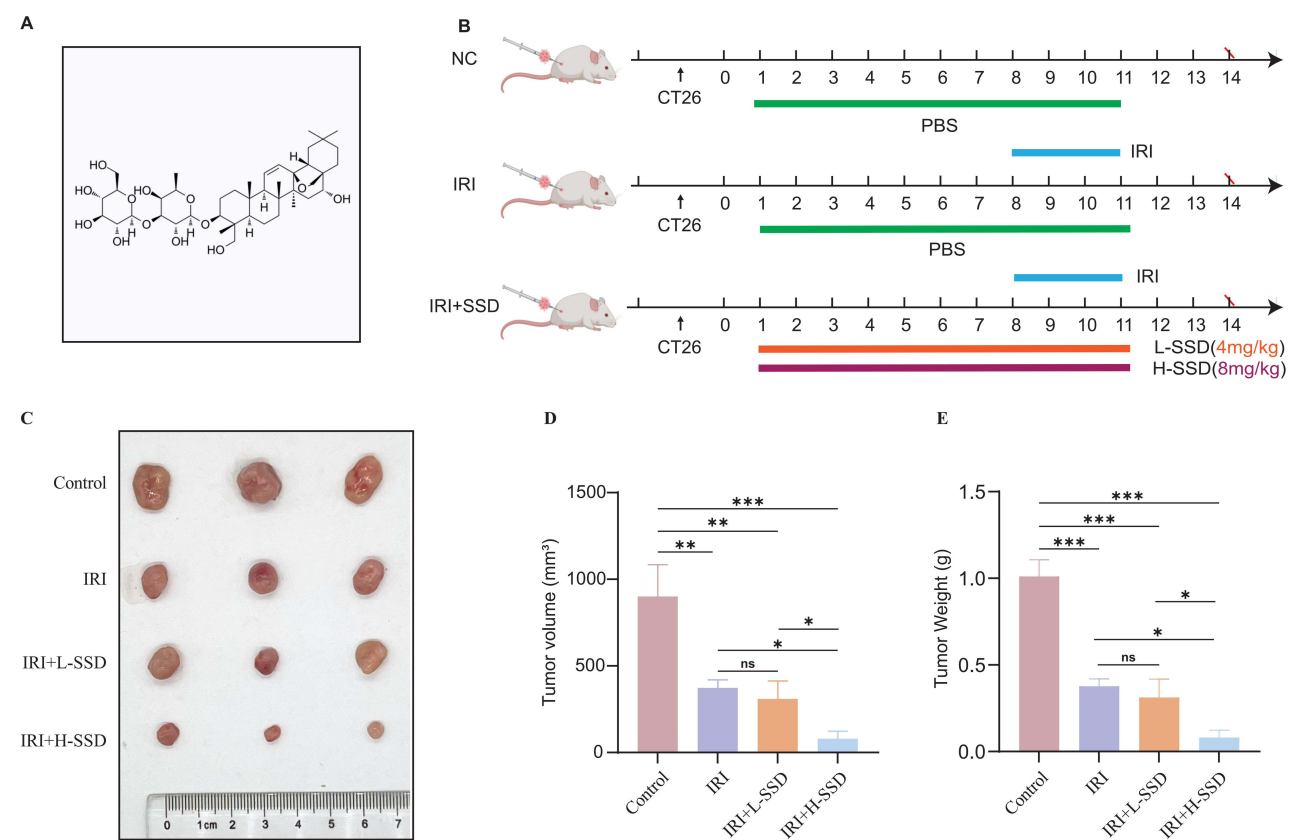 A
HO
HO
HO
HO
OH
O
O
H
HO
OH
O
O
H
H
HO
H
H
O
OH
B
NC
CT26
0 1 2 3 4 5 6 7 8 9 10 11 12 13 14
PBS
IRI
IRI
CT26
0 1 2 3 4 5 6 7 8 9 10 11 12 13 14
PBS
IRI
IRI+SSD
CT26
0 1 2 3 4 5 6 7 8 9 10 11 12 13 14
L-SSD(4mg/kg)
H-SSD(8mg/kg)
C
Control
IRI
IRI+L-SSD
IRI+H-SSD
0 1cm 2 3 4 5 6 7
D
Tumor volume (mm³)
1500
1000
500
0
***
**
**
*
*
ns
Control
IRI
IRI+L-SSD
IRI+H-SSD
E
Tumor Weight (g)
1.5
1.0
0.5
0.0
***
***
***
*
*
ns
Control
IRI
IRI+L-SSD
IRI+H-SSD